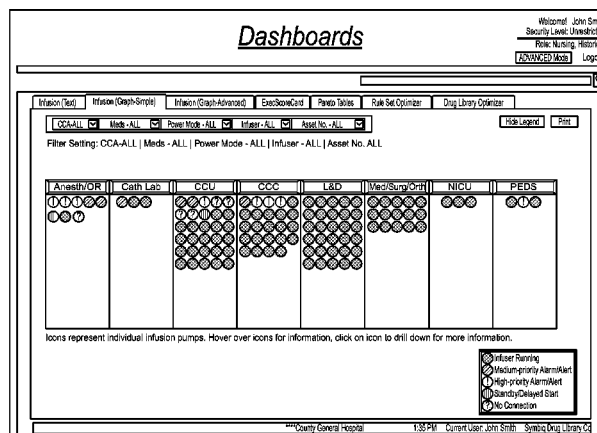 Dashboards
Welcome! John Sm
Security Level: Unrestrict
Role: Nursing, Histori
ADVANCED Mode Logo
Infusion (Text) Infusion (Graph-Simple) Infusion (Graph-Advanced) ExecScoreCard Pareto Tables Rule Set Optimizer Drug Library Optimizer
CCA-ALL Meds - ALL Power Mode - ALL Infuser - ALL Asset No. - ALL Hide Legend Print
Filter Setting: CCA-ALL | Meds - ALL | Power Mode - ALL | Infuser - ALL | Asset No. ALL
Anesth/OR Cath Lab CCU CCC L&D Med/Surg/Orth NICU PEDS
Icons represent individual infusion pumps. Hover over icons for information, click on icon to drill down for more information.
Infuser Running
Medium-priority Alarm/Alert
High-priority Alarm/Alert
Standby/Delayed Start
No Connection
****County General Hospital 1:35 PM Current User: John Smith Symbiq Drug Library Co